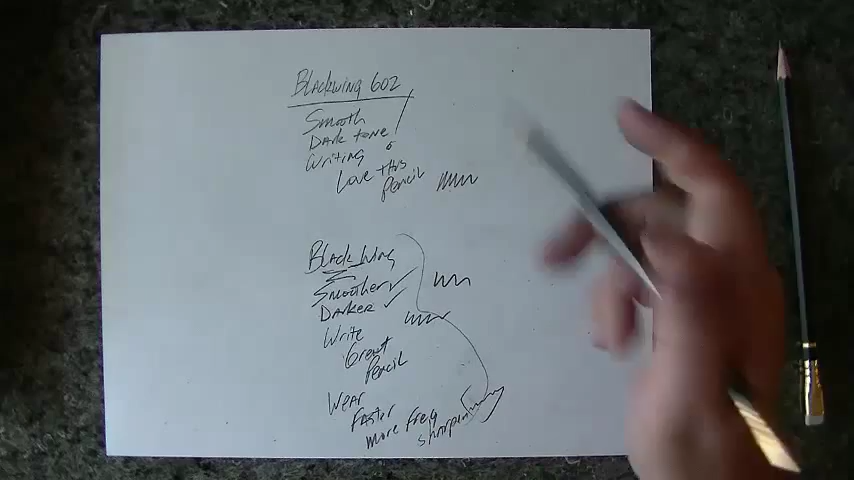 Blackwing 602
Smooth
Dark tone!
Writing
Love this
Pencil
Blackwing
Smoother ✓
Darker ✓
Write
Great
Pencil
Wear
Faster
more freq
sharpen